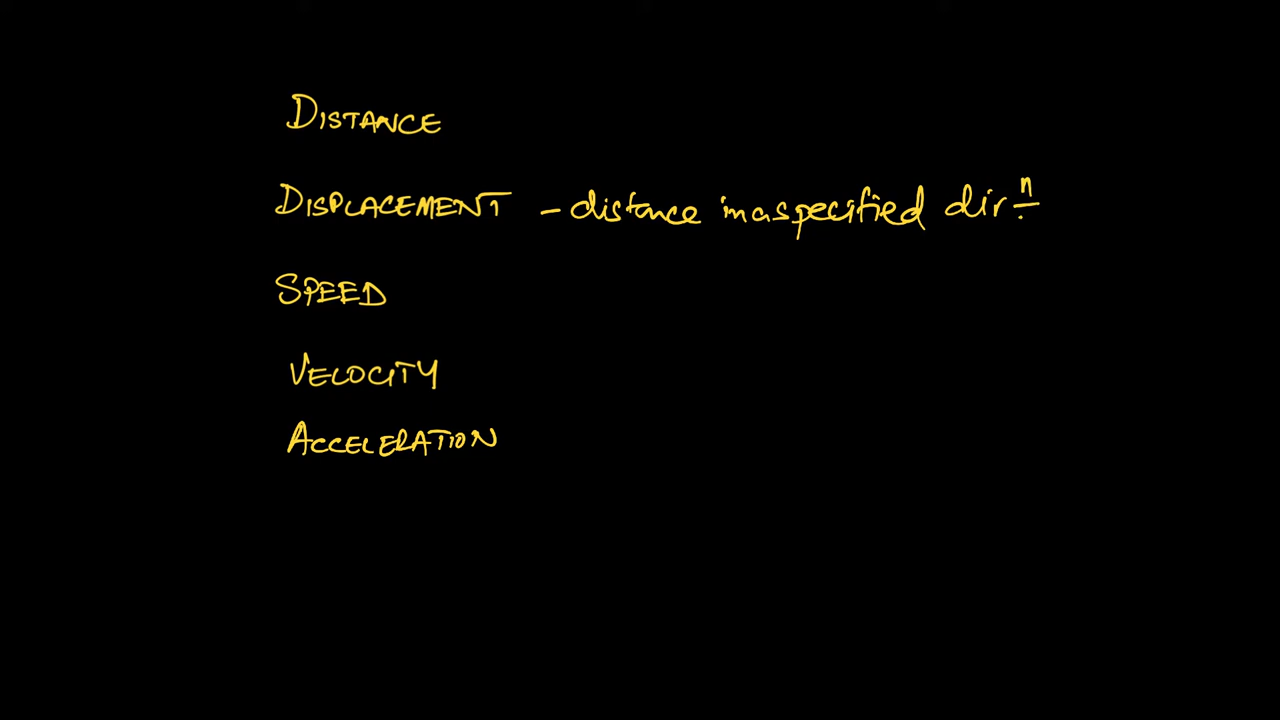 DISTANCE
DISPLACEMENT - distance in a specified dirⁿ
SPEED
VELOCITY
ACCELERATION